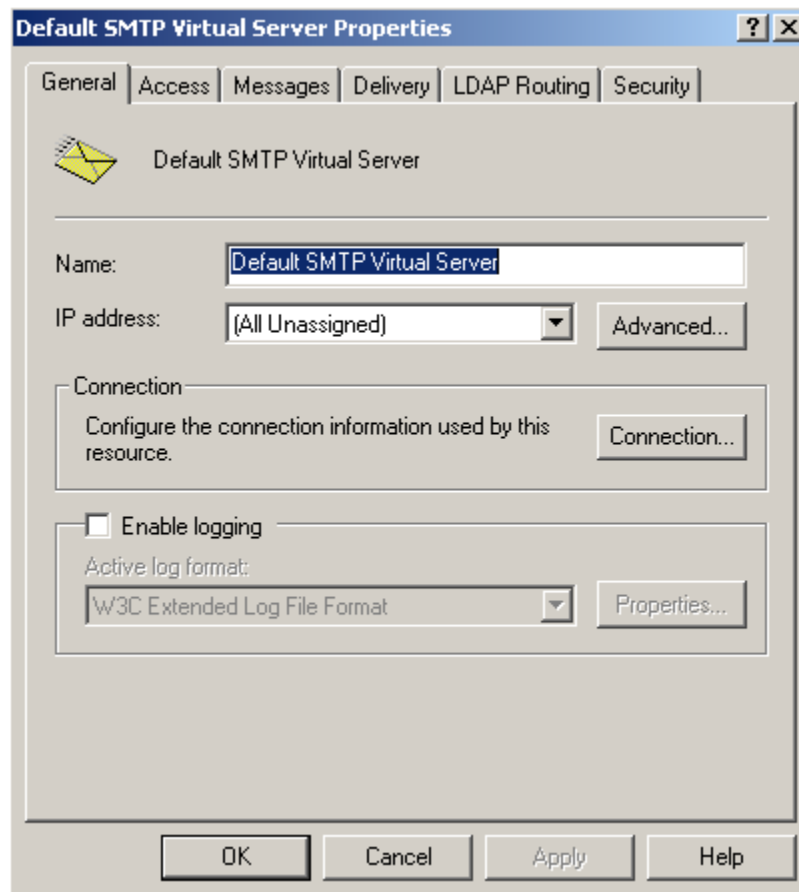 Default SMTP Virtual Server Properties
General Access Messages Delivery LDAP Routing Security
Default SMTP Virtual Server
Name: Default SMTP Virtual Server
IP address: (All Unassigned) Advanced...
Connection
Configure the connection information used by this
resource.
Connection...
Enable logging
Active log format:
W3C Extended Log File Format Properties...
OK Cancel Apply Help